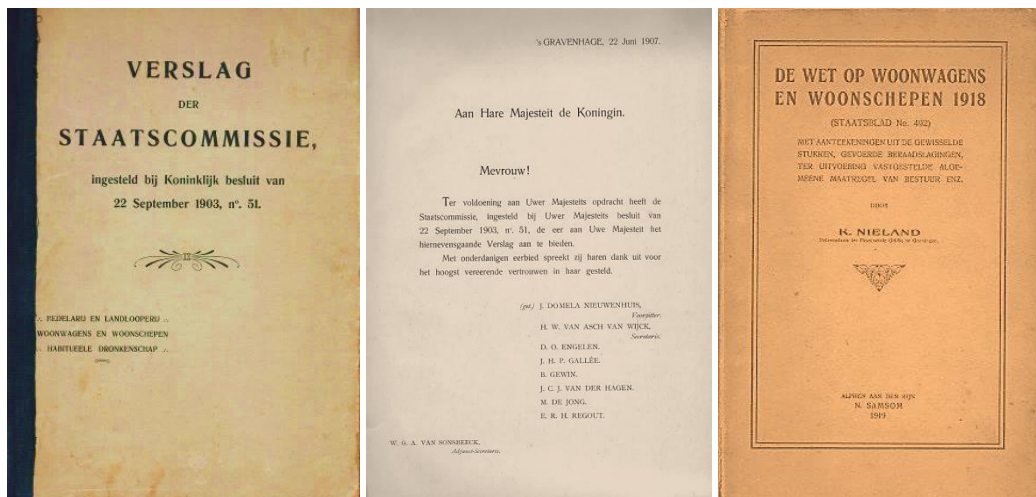 VERSLAG
DER
STAATSCOMMISSIE,
ingesteld bij Koninklijk besluit van
22 September 1903, nº. 51.
BEDELARIJ EN LANDLOOPERIJ
WOONWAGENS EN WOONSCHEPEN
HABITUEELE DRONKENSCHAP
's GRAVENHAGE, 22 Juni 1907.
Aan Hare Majesteit de Koningin.
Mevrouw!
Ter voldoening aan Uwer Majesteits opdracht heeft de
Staatscommissie, ingesteld bij Uwer Majesteits besluit van
22 September 1903, nº. 51, de eer aan Uwe Majesteit het
hiernevensgaande Verslag aan te bieden.
Met onderdanigen eerbied spreekt zij haren dank uit voor
het hoogst vereerende vertrouwen in haar gesteld.
(get.) J. DOMELA NIEUWENHUIS,
Voorzitter.
H. W. VAN ASCH VAN WIJCK,
Secretaris.
D. O. ENGELEN.
J. H. P. GALLÉE.
B. GEWIN.
J. C. J. VAN DER HAGEN.
M. DE JONG.
E. R. H. REGOUT.
W. G. A. VAN SONSBEECK,
Adjunct-Secretaris.
DE WET OP WOONWAGENS
EN WOONSCHEPEN 1918
(STAATSBLAD No. 492)
MET AANTEEKENINGEN UIT DE GEWISSELDE
STUKKEN, GEVOERDE BERAADSLAGINGEN,
TER UITVOERING VASTGESTELDE ALGE-
MEENE MAATREGEL VAN BESTUUR ENZ.
DOOR
K. NIELAND
ALPHEN AAN DEN RIJN
N. SAMSOM
1919